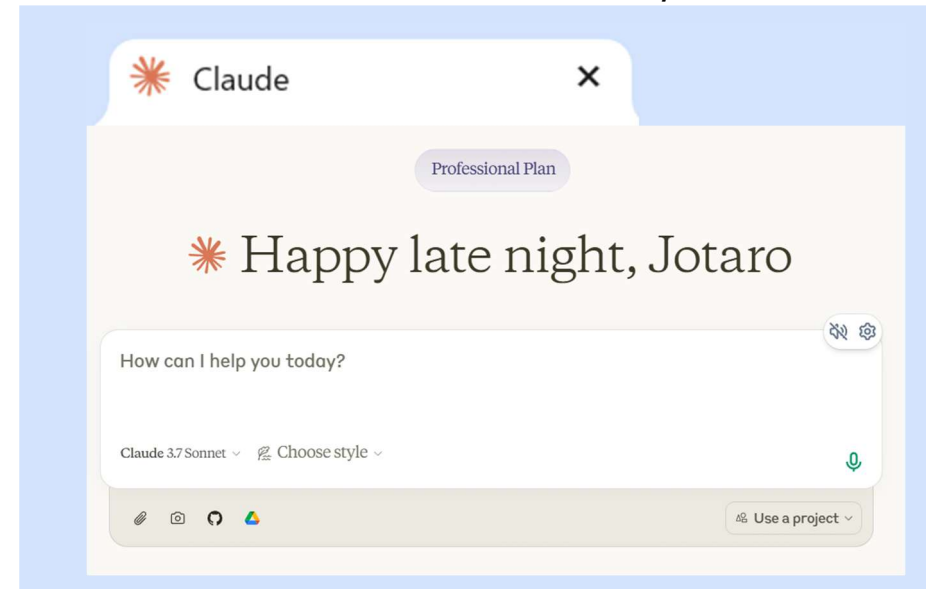 Claude
Professional Plan
Happy late night, Jotaro
How can I help you today?
Claude 3.7 Sonnet
Choose style
Use a project